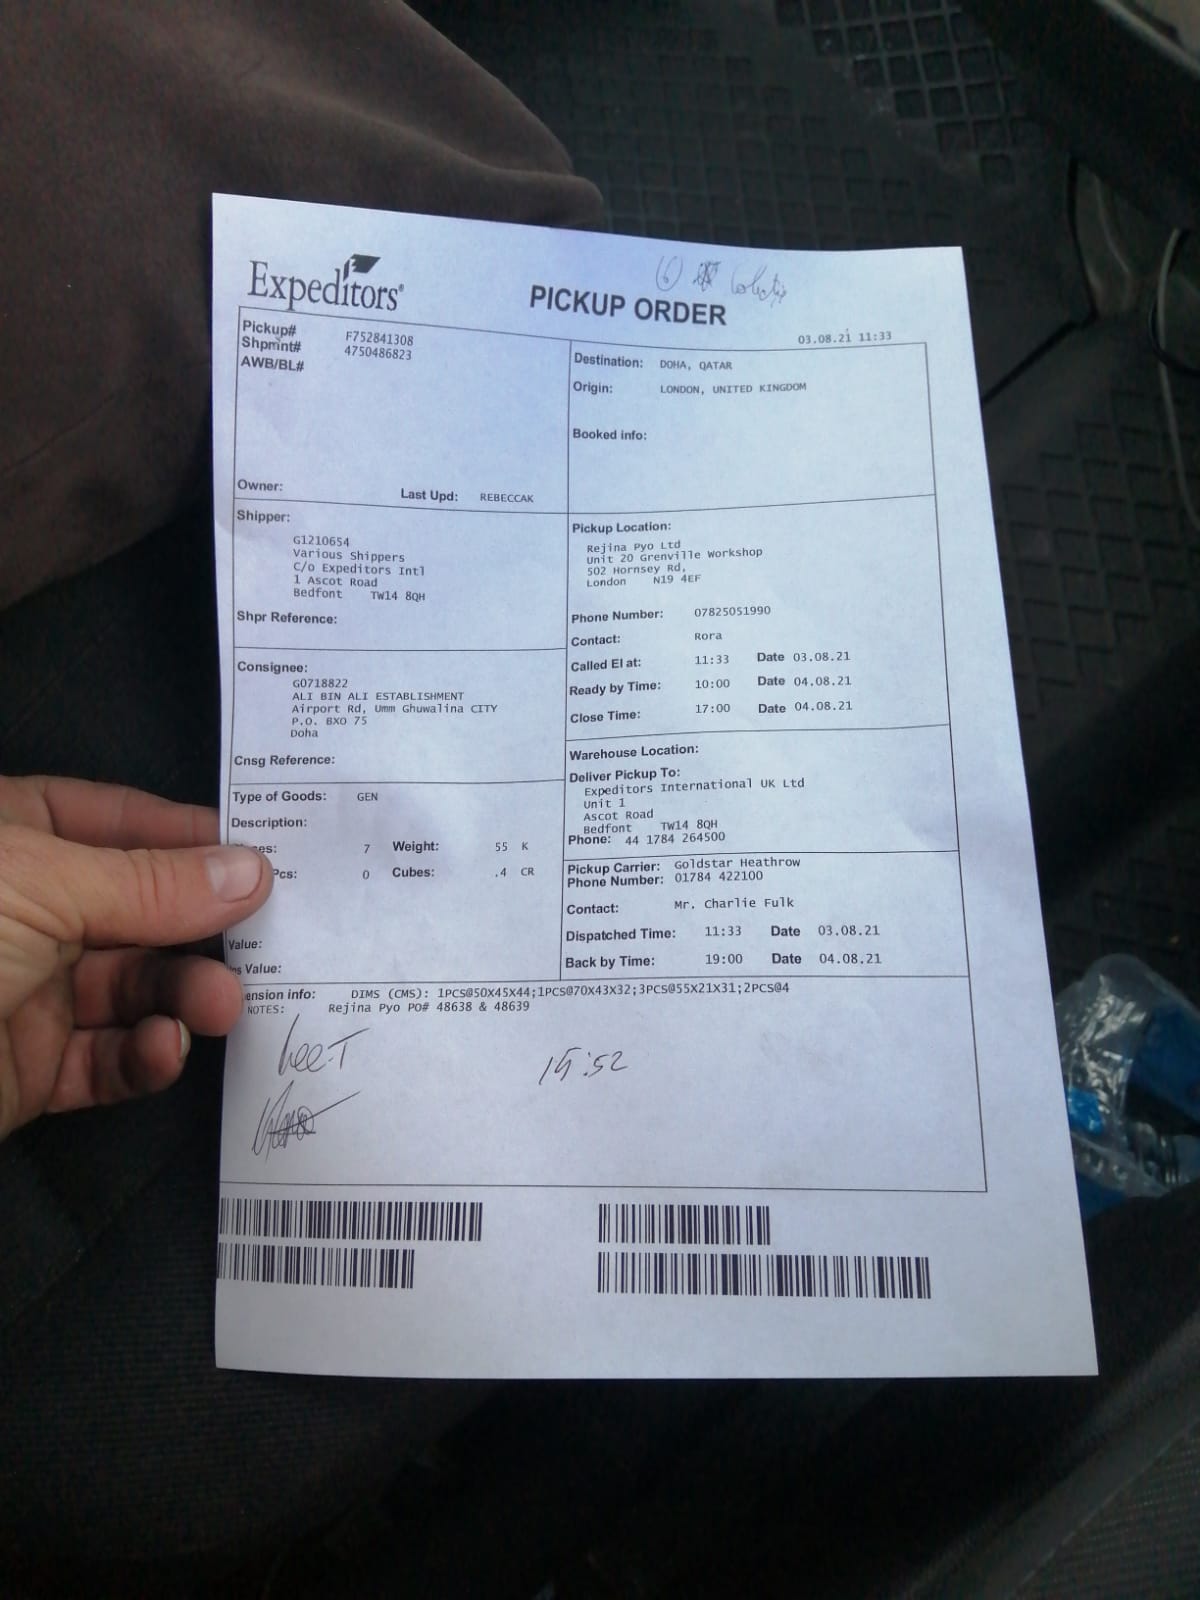 Expeditors
PICKUP ORDER
03.08.21 11:33
Pickup# F752841308
Shpmnt# 4750486823
AWB/BL#
Owner: Last Upd: REBECCAK
Destination: DOHA, QATAR
Origin: LONDON, UNITED KINGDOM
Booked info:
Shipper:
G1210654
Various Shippers
C/o Expeditors Intl
1 Ascot Road
Bedfont TW14 8QH
Shpr Reference:
Pickup Location:
Rejina Pyo Ltd
Unit 20 Grenville Workshop
502 Hornsey Rd,
London N19 4EF
Phone Number: 07825051990
Contact: Rora
Called EI at: 11:33 Date 03.08.21
Ready by Time: 10:00 Date 04.08.21
Close Time: 17:00 Date 04.08.21
Consignee:
G0718822
ALI BIN ALI ESTABLISHMENT
Airport Rd, Umm Ghuwalina CITY
P.O. BXO 75
Doha
Cnsg Reference:
Warehouse Location:
Deliver Pickup To:
Expeditors International UK Ltd
Unit 1
Ascot Road
Bedfont TW14 8QH
Phone: 44 1784 264500
Type of Goods: GEN
Description:
7 Weight: 55 K
Pcs: 0 Cubes: .4 CR
Value:
Value:
Pickup Carrier: Goldstar Heathrow
Phone Number: 01784 422100
Contact: Mr. Charlie Fulk
Dispatched Time: 11:33 Date 03.08.21
Back by Time: 19:00 Date 04.08.21
info: DIMS (CMS): 1PCS@50X45X44;1PCS@70X43X32;3PCS@55X21X31;2PCS@4
NOTES: Rejina Pyo PO# 48638 & 48639
Lee.T
15:52